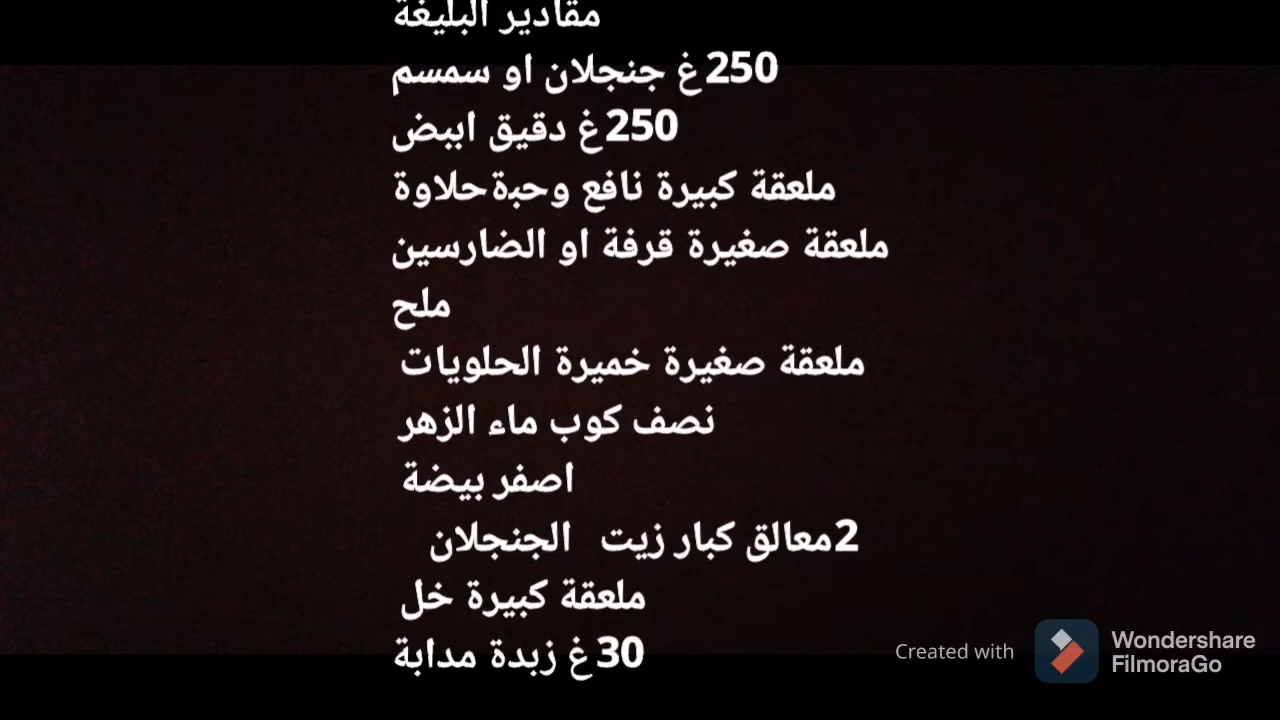 مقادير البليغة
250غ جنجلان او سمسم
250غ دقيق ابيض
ملعقة كبيرة نافع وحبةحلاوة
ملعقة صغيرة قرفة او الضارسين
ملح
ملعقة صغيرة خميرة الحلويات
نصف كوب ماء الزهر
اصفر بيضة
2معالق كبار زيت الجنجلان
ملعقة كبيرة خل
30غ زبدة مدابة
Created with
Wondershare
FilmoraGo